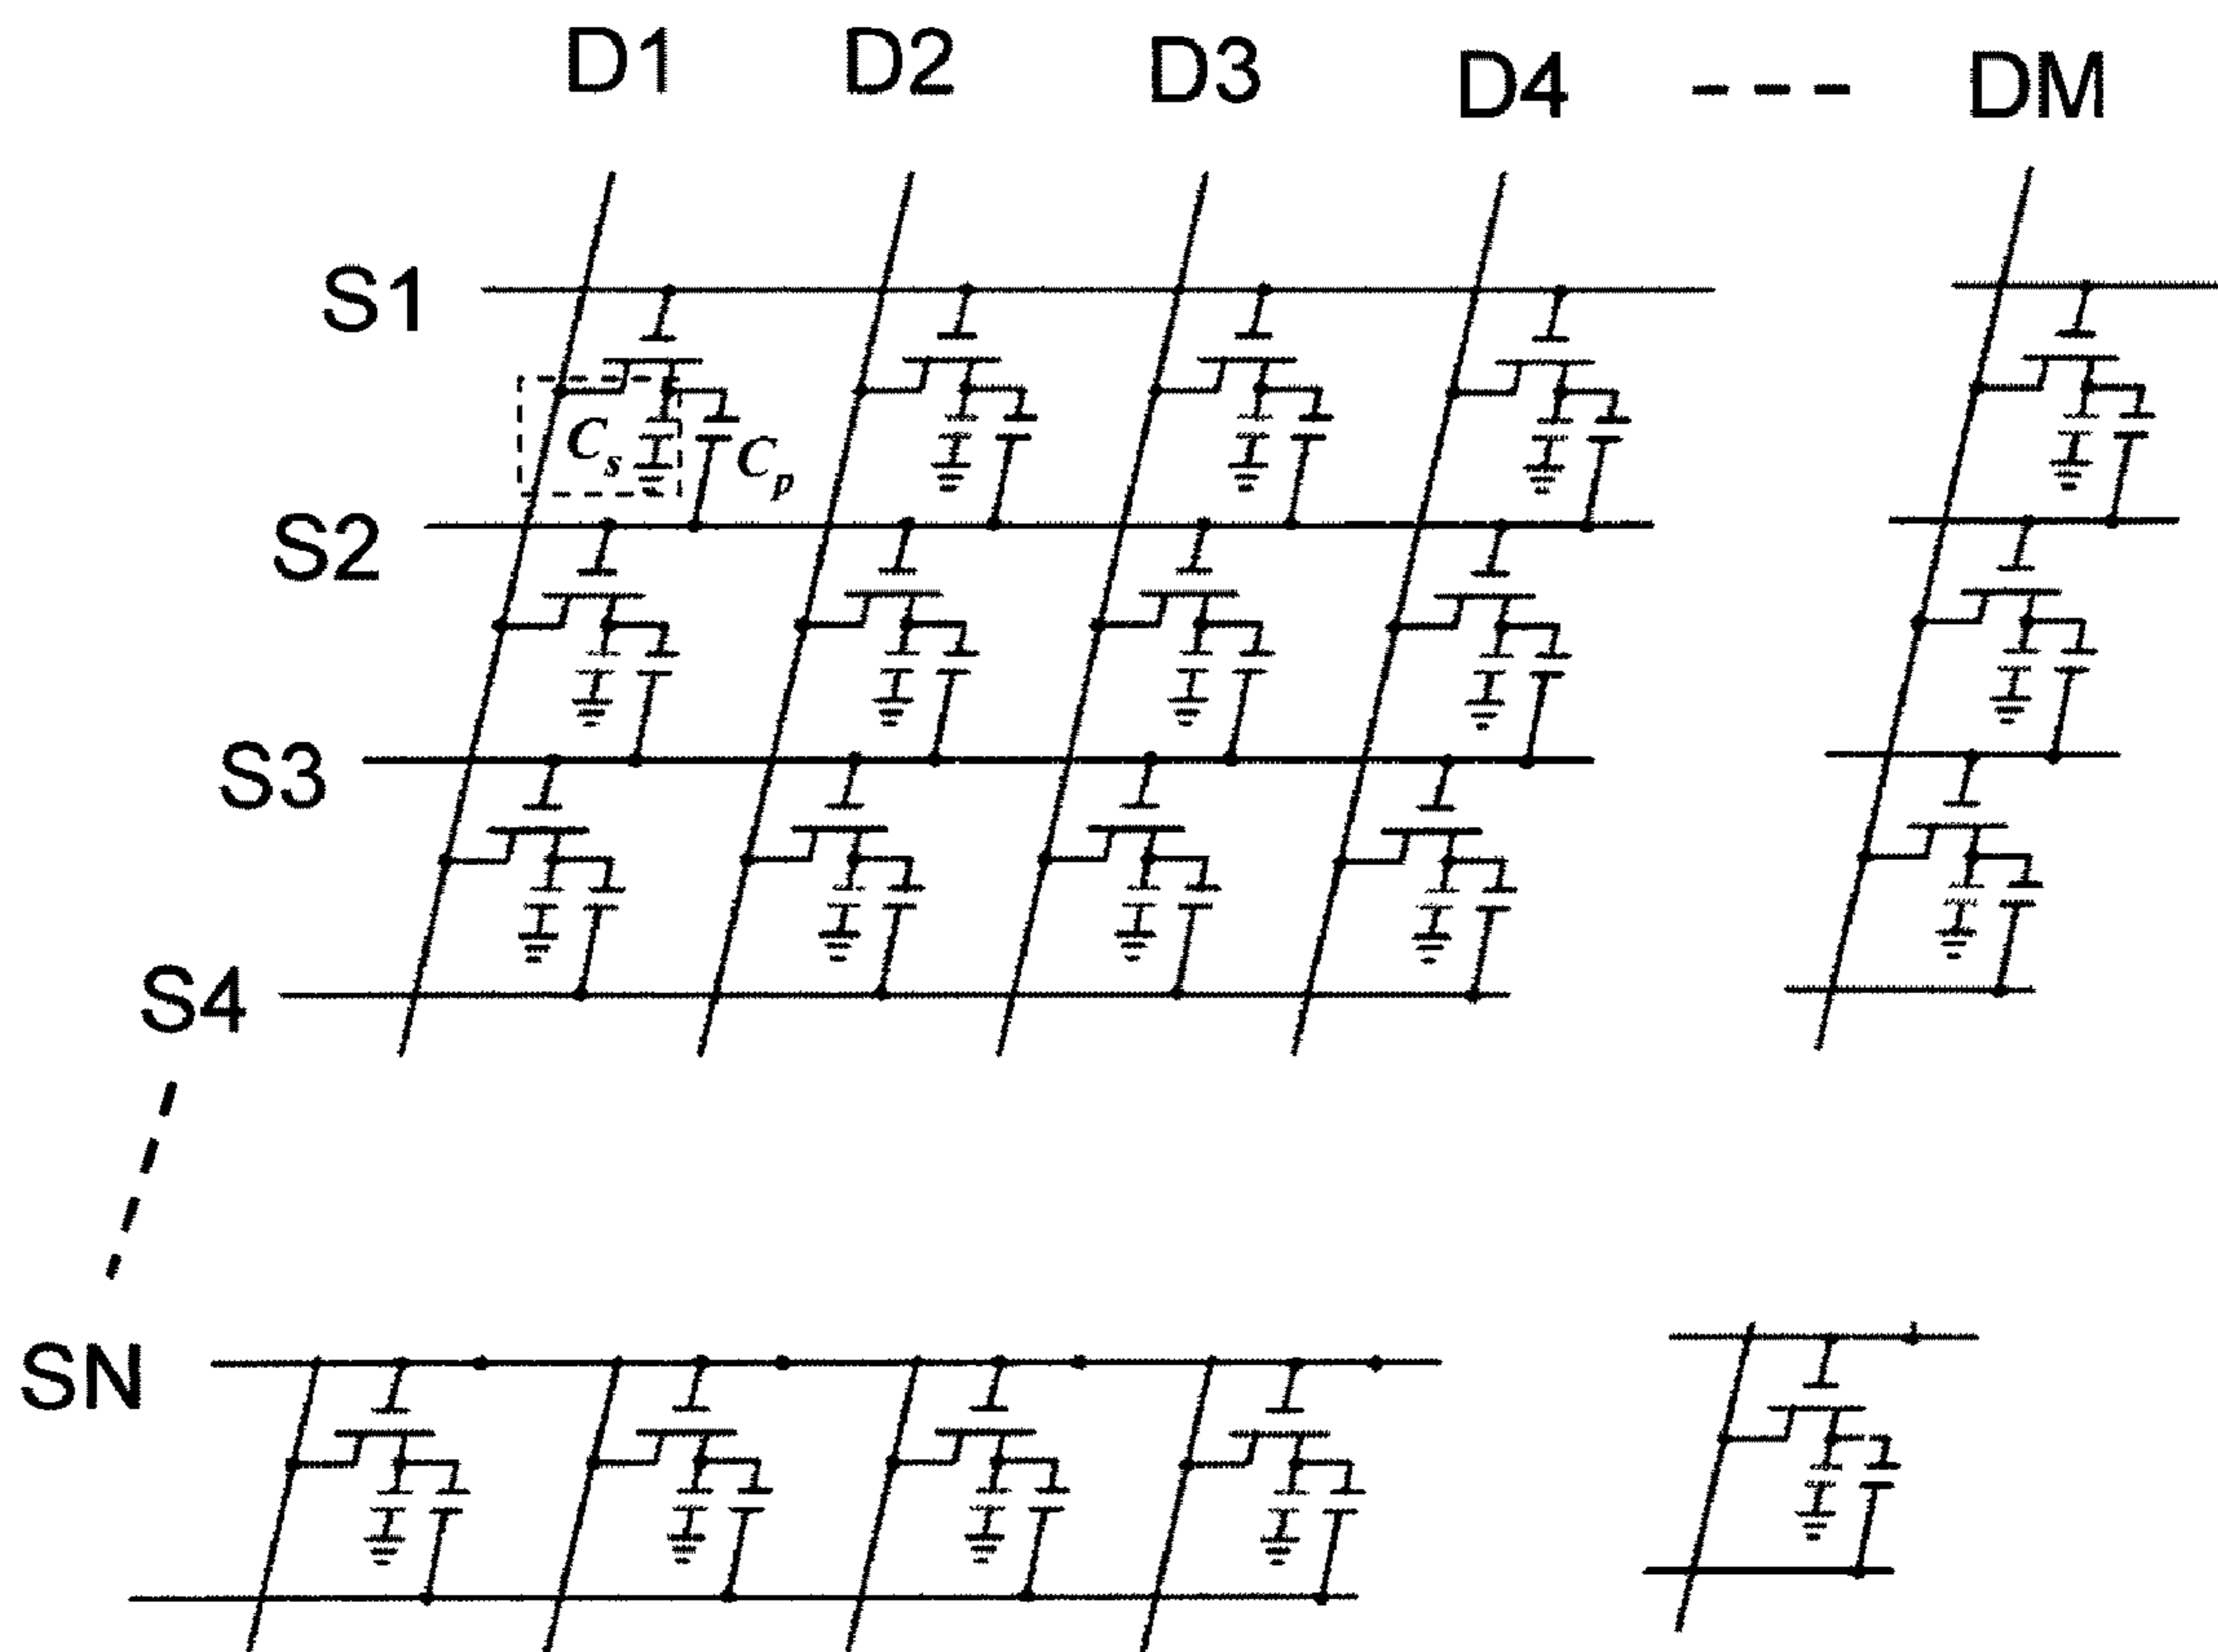 D1 D2 D3 D4 --- DM
S1
Cs
Cp
S2
S3
S4
SN